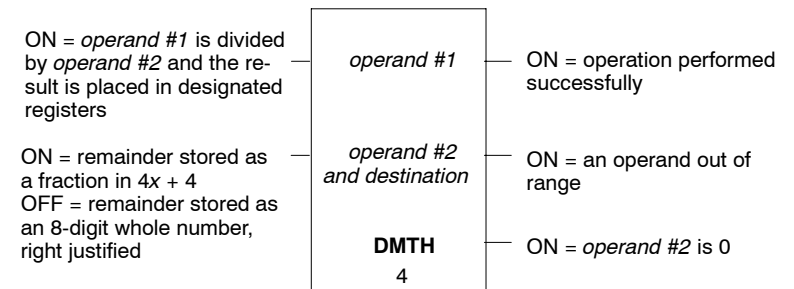 ON = operand #1 is divided
by operand #2 and the re-
sult is placed in designated
registers
operand #1
ON = operation performed
successfully
ON = remainder stored as
a fraction in 4x + 4
OFF = remainder stored as
an 8-digit whole number,
right justified
operand #2
and destination
ON = an operand out of
range
DMTH
4
ON = operand #2 is 0